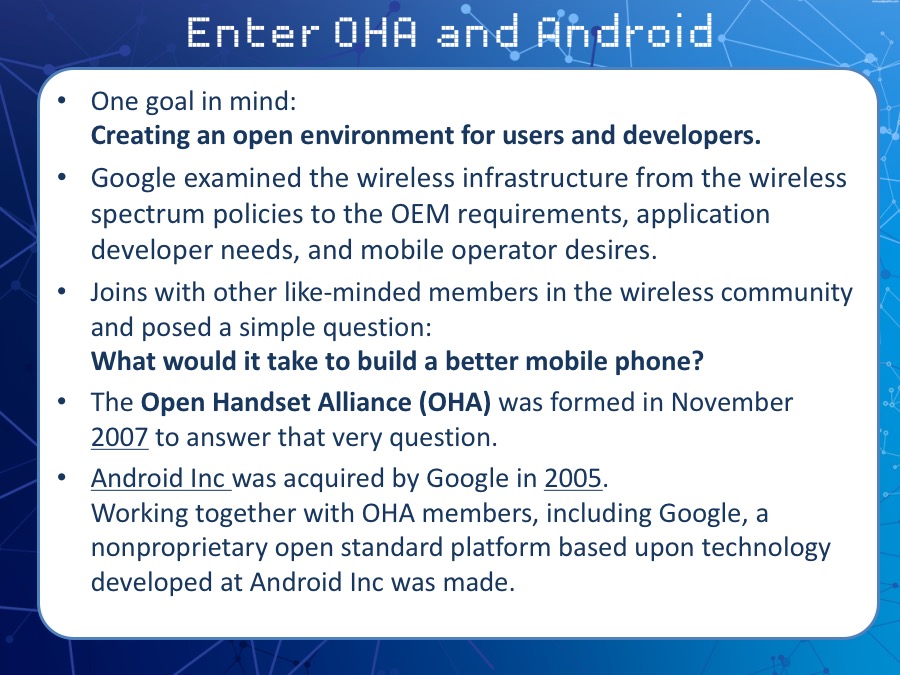 Enter OHA and Android
• One goal in mind:
Creating an open environment for users and developers.
• Google examined the wireless infrastructure from the wireless
spectrum policies to the OEM requirements, application
developer needs, and mobile operator desires.
• Joins with other like-minded members in the wireless community
and posed a simple question:
What would it take to build a better mobile phone?
• The Open Handset Alliance (OHA) was formed in November
2007 to answer that very question.
• Android Inc was acquired by Google in 2005.
Working together with OHA members, including Google, a
nonproprietary open standard platform based upon technology
developed at Android Inc was made.